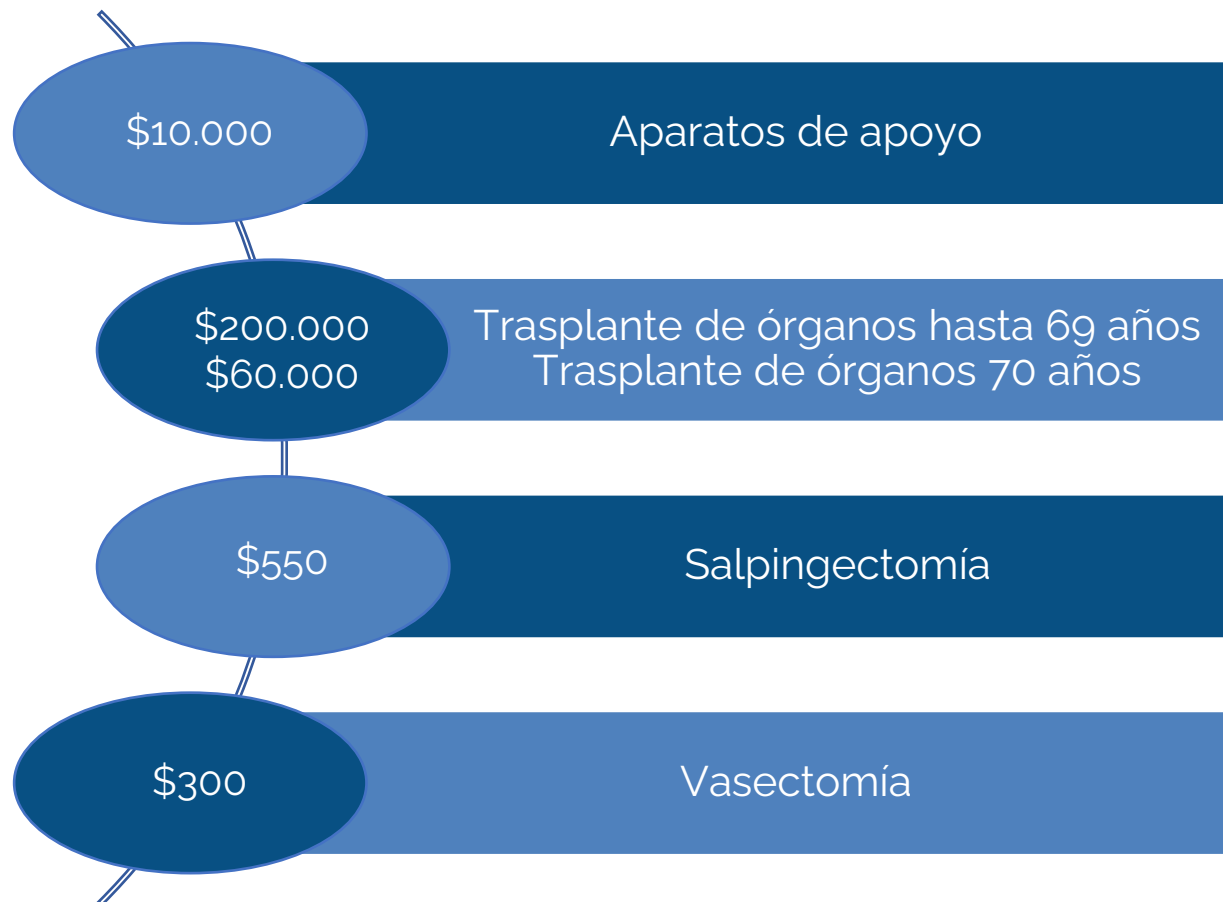 $10.000
Aparatos de apoyo
$200.000
$60.000
Trasplante de órganos hasta 69 años
Trasplante de órganos 70 años
$550
Salpingectomía
$300
Vasectomía